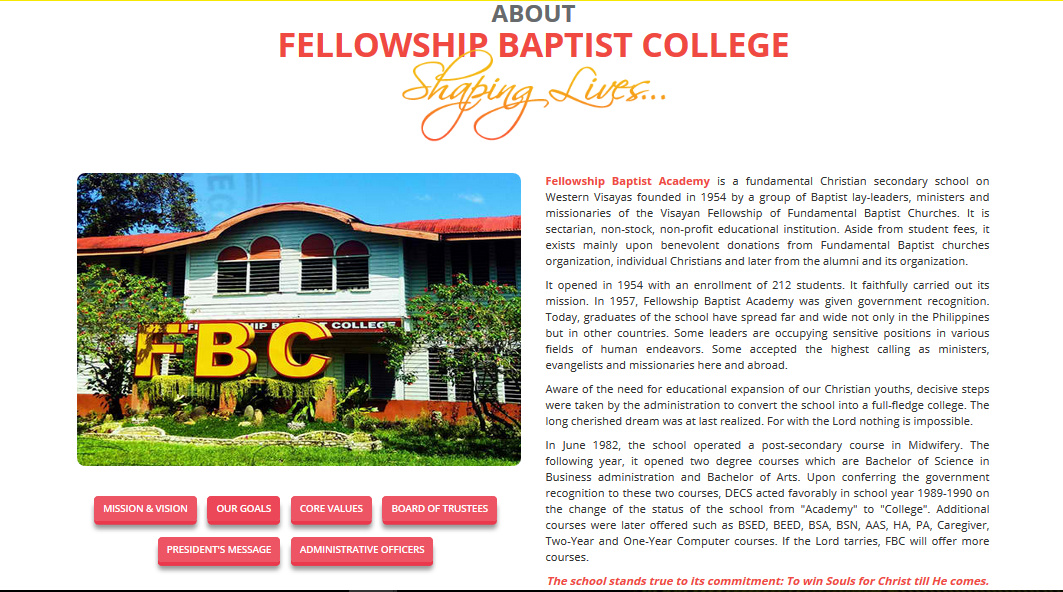 ABOUT
FELLOWSHIP BAPTIST COLLEGE
Shaping Lives...
FBC
COLLEGE
MISSION & VISION
OUR GOALS
CORE VALUES
BOARD OF TRUSTEES
PRESIDENT'S MESSAGE
ADMINISTRATIVE OFFICERS
Fellowship Baptist Academy is a fundamental Christian secondary school on
Western Visayas founded in 1954 by a group of Baptist lay-leaders, ministers and
missionaries of the Visayan Fellowship of Fundamental Baptist Churches. It is
sectarian, non-stock, non-profit educational institution. Aside from student fees, it
exists mainly upon benevolent donations from Fundamental Baptist churches
organization, individual Christians and later from the alumni and its organization.
It opened in 1954 with an enrollment of 212 students. It faithfully carried out its
mission. In 1957, Fellowship Baptist Academy was given government recognition.
Today, graduates of the school have spread far and wide not only in the Philippines
but in other countries. Some leaders are occupying sensitive positions in various
fields of human endeavors. Some accepted the highest calling as ministers,
evangelists and missionaries here and abroad.
Aware of the need for educational expansion of our Christian youths, decisive steps
were taken by the administration to convert the school into a full-fledge college. The
long cherished dream was at last realized. For with the Lord nothing is impossible.
In June 1982, the school operated a post-secondary course in Midwifery. The
following year, it opened two degree courses which are Bachelor of Science in
Business administration and Bachelor of Arts. Upon conferring the government
recognition to these two courses, DECS acted favorably in school year 1989-1990 on
the change of the status of the school from "Academy" to "College". Additional
courses were later offered such as BSED, BEED, BSA, BSN, AAS, HA, PA, Caregiver,
Two-Year and One-Year Computer courses. If the Lord tarries, FBC will offer more
courses.
The school stands true to its commitment: To win Souls for Christ till He comes.